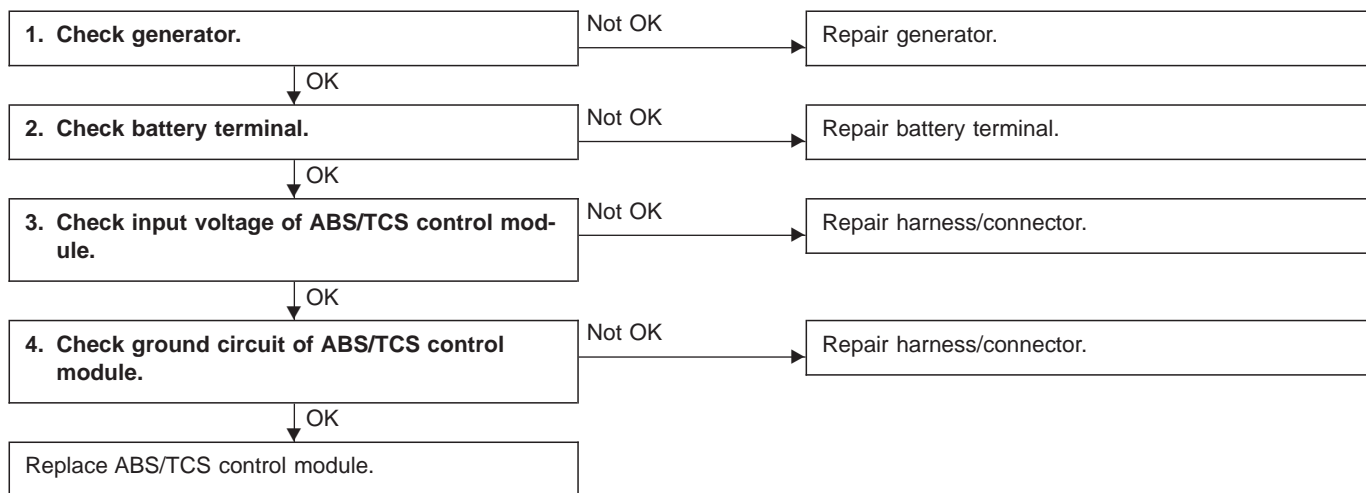 1. Check generator.
Not OK
Repair generator.
OK
2. Check battery terminal.
Not OK
Repair battery terminal.
OK
3. Check input voltage of ABS/TCS control mod-
ule.
Not OK
Repair harness/connector.
OK
4. Check ground circuit of ABS/TCS control
module.
Not OK
Repair harness/connector.
OK
Replace ABS/TCS control module.